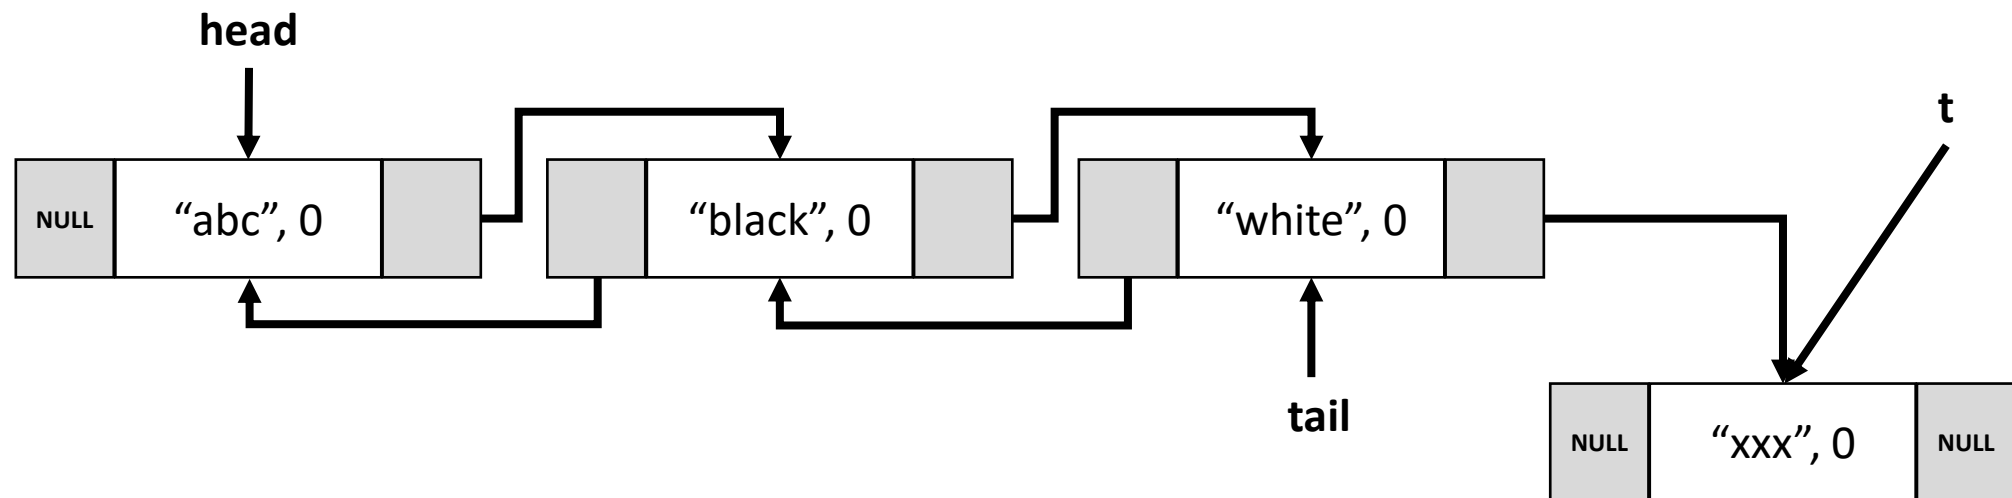 head
t
NULL
“abc”, 0
“black”, 0
“white”, 0
tail
NULL
“xxx”, 0
NULL